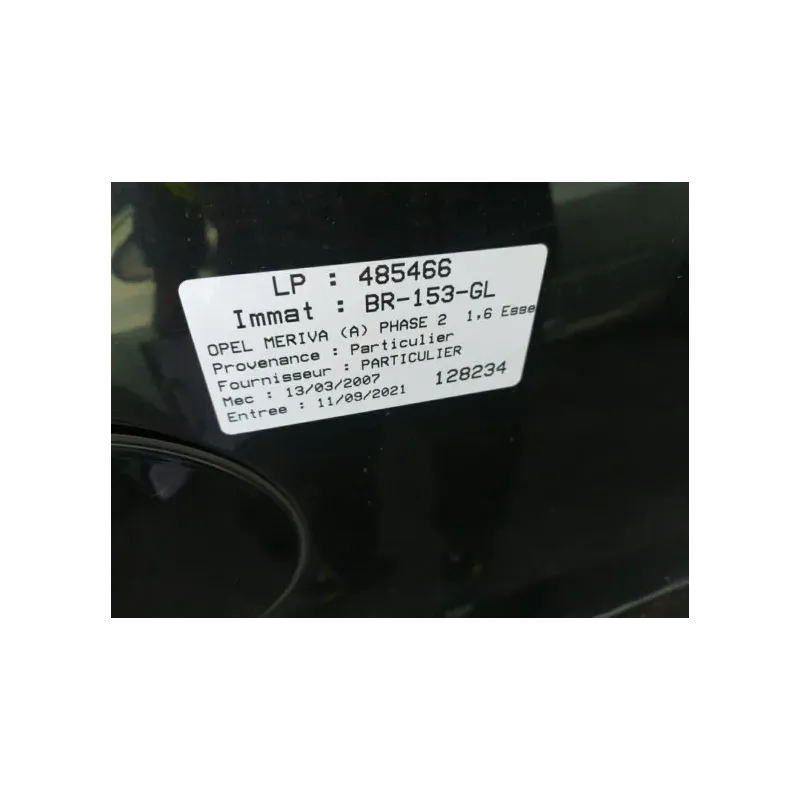 LP : 485466
Immat : BR-153-GL
OPEL MERIVA (A) PHASE 2 1,6 Esse
Provenance : Particulier
Fournisseur : PARTICULIER
Mec : 13/03/2007 128234
Entree : 11/09/2021